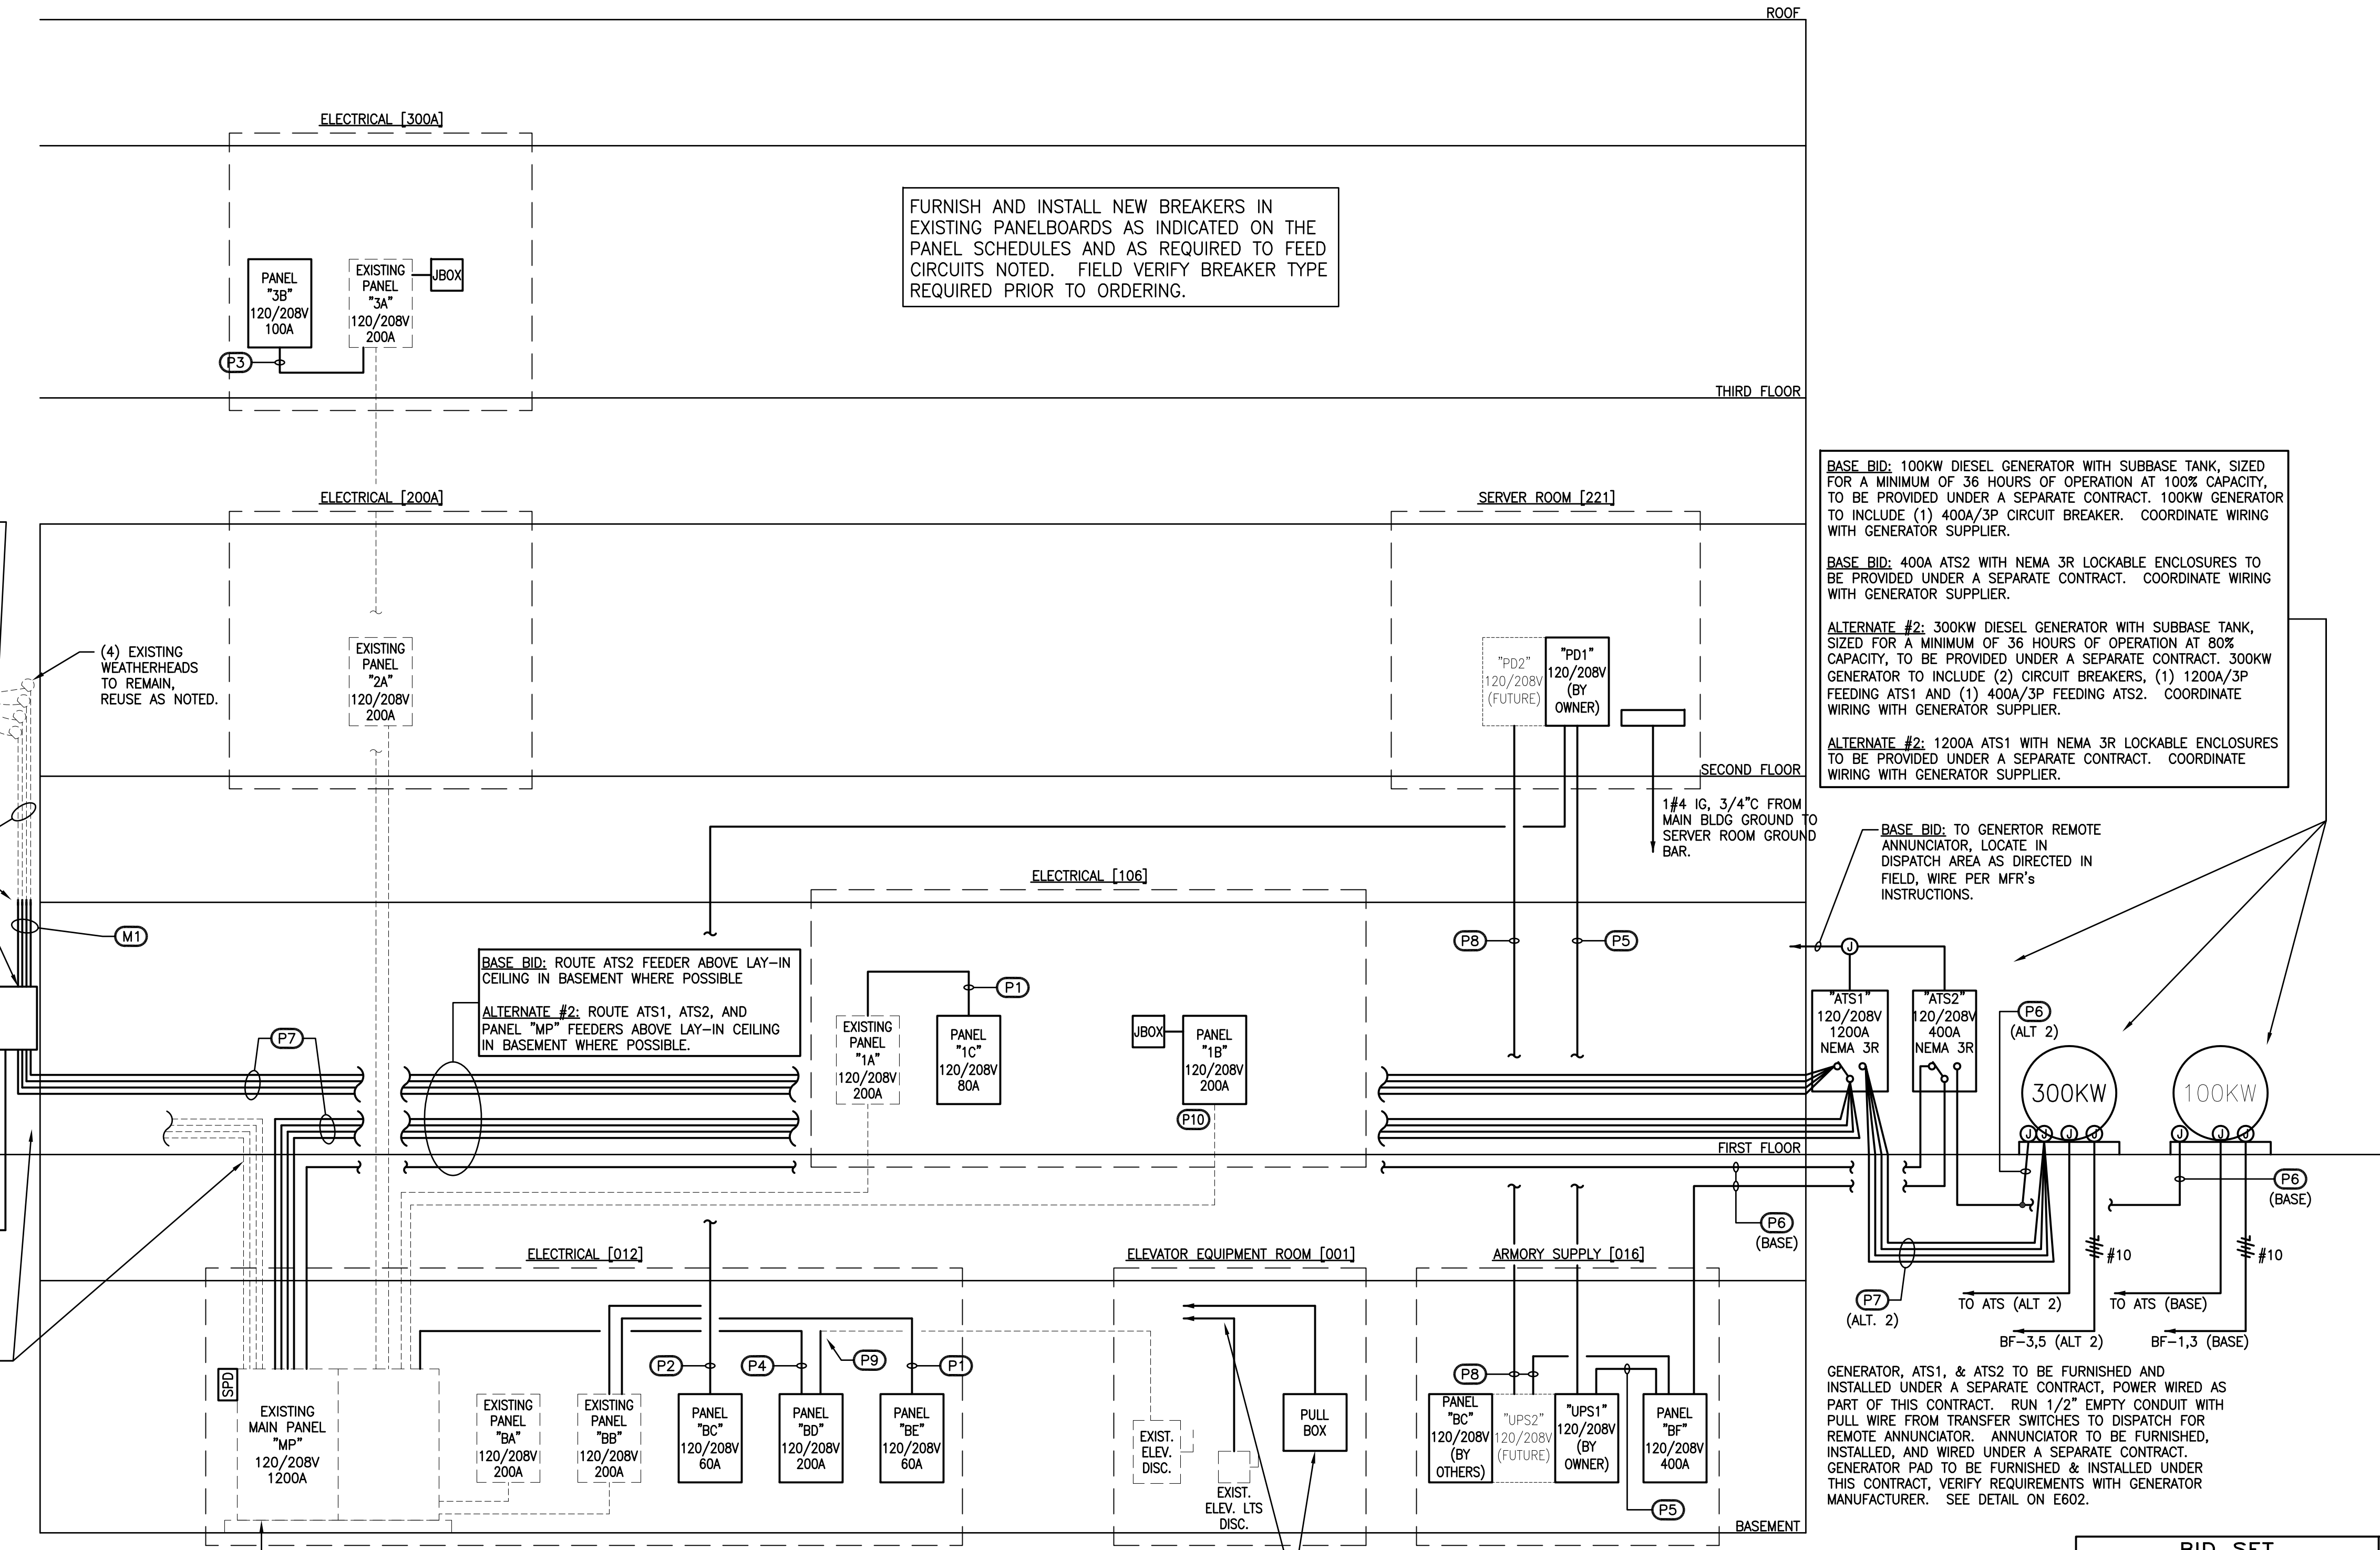 ROOF
ELECTRICAL [300A]
FURNISH AND INSTALL NEW BREAKERS IN
EXISTING PANELBOARDS AS INDICATED ON THE
PANEL SCHEDULES AND AS REQUIRED TO FEED
CIRCUITS NOTED. FIELD VERIFY BREAKER TYPE
REQUIRED PRIOR TO ORDERING.
PANEL
"3B"
120/208V
100A
EXISTING
PANEL
"3A"
120/208V
200A
JBOX
P3
THIRD FLOOR
ELECTRICAL [200A]
SERVER ROOM [221]
BASE BID: 100KW DIESEL GENERATOR WITH SUBBASE TANK, SIZED
FOR A MINIMUM OF 36 HOURS OF OPERATION AT 100% CAPACITY,
TO BE PROVIDED UNDER A SEPARATE CONTRACT. 100KW GENERATOR
TO INCLUDE (1) 400A/3P CIRCUIT BREAKER. COORDINATE WIRING
WITH GENERATOR SUPPLIER.
BASE BID: 400A ATS2 WITH NEMA 3R LOCKABLE ENCLOSURES TO
BE PROVIDED UNDER A SEPARATE CONTRACT. COORDINATE WIRING
WITH GENERATOR SUPPLIER.
ALTERNATE #2: 300KW DIESEL GENERATOR WITH SUBBASE TANK,
SIZED FOR A MINIMUM OF 36 HOURS OF OPERATION AT 80%
CAPACITY, TO BE PROVIDED UNDER A SEPARATE CONTRACT. 300KW
GENERATOR TO INCLUDE (2) CIRCUIT BREAKERS, (1) 1200A/3P
FEEDING ATS1 AND (1) 400A/3P FEEDING ATS2. COORDINATE
WIRING WITH GENERATOR SUPPLIER.
ALTERNATE #2: 1200A ATS1 WITH NEMA 3R LOCKABLE ENCLOSURES
TO BE PROVIDED UNDER A SEPARATE CONTRACT. COORDINATE
WIRING WITH GENERATOR SUPPLIER.
(4) EXISTING
WEATHERHEADS
TO REMAIN,
REUSE AS NOTED.
EXISTING
PANEL
"2A"
120/208V
200A
"PD2"
120/208V
(FUTURE)
"PD1"
120/208V
(BY
OWNER)
SECOND FLOOR
1#4 IG, 3/4"C FROM
MAIN BLDG GROUND TO
SERVER ROOM GROUND
BAR.
BASE BID: TO GENERTOR REMOTE
ANNUNCIATOR, LOCATE IN
DISPATCH AREA AS DIRECTED IN
FIELD, WIRE PER MFR's
INSTRUCTIONS.
ELECTRICAL [106]
M1
BASE BID: ROUTE ATS2 FEEDER ABOVE LAY-IN
CEILING IN BASEMENT WHERE POSSIBLE
ALTERNATE #2: ROUTE ATS1, ATS2, AND
PANEL "MP" FEEDERS ABOVE LAY-IN CEILING
IN BASEMENT WHERE POSSIBLE.
P8
P5
J
P1
P7
EXISTING
PANEL
"1A"
120/208V
200A
PANEL
"1C"
120/208V
80A
JBOX
PANEL
"1B"
120/208V
200A
P10
"ATS1"
120/208V
1200A
NEMA 3R
"ATS2"
120/208V
400A
NEMA 3R
P6
(ALT 2)
300KW
100KW
J
J
J
J
J
J
J
FIRST FLOOR
P6
(BASE)
P6
(BASE)
#10
#10
P7
(ALT. 2)
TO ATS (ALT 2)
TO ATS (BASE)
BF-3,5 (ALT 2)
BF-1,3 (BASE)
ELECTRICAL [012]
ELEVATOR EQUIPMENT ROOM [001]
ARMORY SUPPLY [016]
P2
P4
P9
P1
P8
SPD
EXISTING
MAIN PANEL
"MP"
120/208V
1200A
EXISTING
PANEL
"BA"
120/208V
200A
EXISTING
PANEL
"BB"
120/208V
200A
PANEL
"BC"
120/208V
60A
PANEL
"BD"
120/208V
200A
PANEL
"BE"
120/208V
60A
EXIST.
ELEV.
DISC.
EXIST.
ELEV. LTS
DISC.
PULL
BOX
PANEL
"BC"
120/208V
(BY
OTHERS)
"UPS2"
120/208V
(FUTURE)
"UPS1"
120/208V
(BY
OWNER)
PANEL
"BF"
120/208V
400A
P5
BASEMENT
GENERATOR, ATS1, & ATS2 TO BE FURNISHED AND
INSTALLED UNDER A SEPARATE CONTRACT, POWER WIRED AS
PART OF THIS CONTRACT. RUN 1/2" EMPTY CONDUIT WITH
PULL WIRE FROM TRANSFER SWITCHES TO DISPATCH FOR
REMOTE ANNUNCIATOR. ANNUNCIATOR TO BE FURNISHED,
INSTALLED, AND WIRED UNDER A SEPARATE CONTRACT.
GENERATOR PAD TO BE FURNISHED & INSTALLED UNDER
THIS CONTRACT, VERIFY REQUIREMENTS WITH GENERATOR
MANUFACTURER. SEE DETAIL ON E602.
BID SET